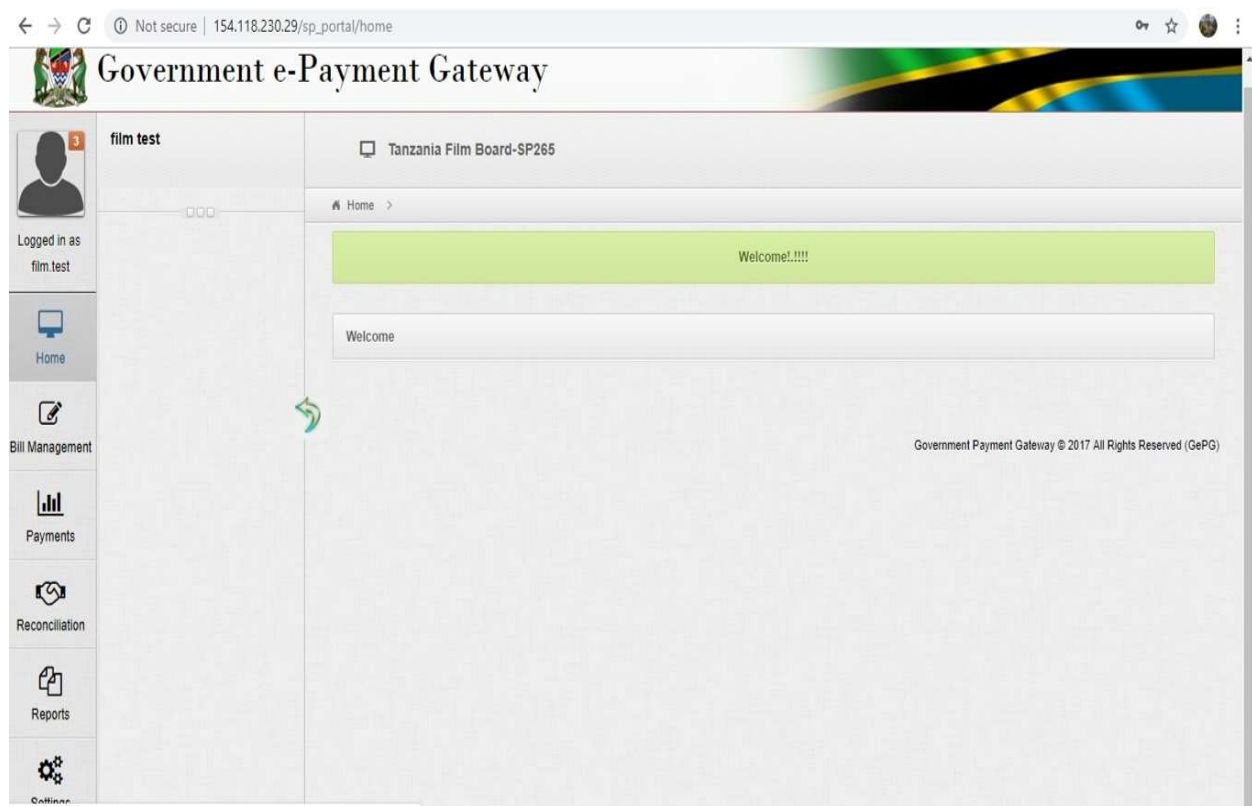 Not secure | 154.118.230.29/sp_portal/home
Government e-Payment Gateway
3
film test
Tanzania Film Board-SP265
Home >
Logged in as
film.test
Welcome!.!!!!
Welcome
Home
Bill Management
Government Payment Gateway © 2017 All Rights Reserved (GePG)
Payments
Reconciliation
Reports
Settings